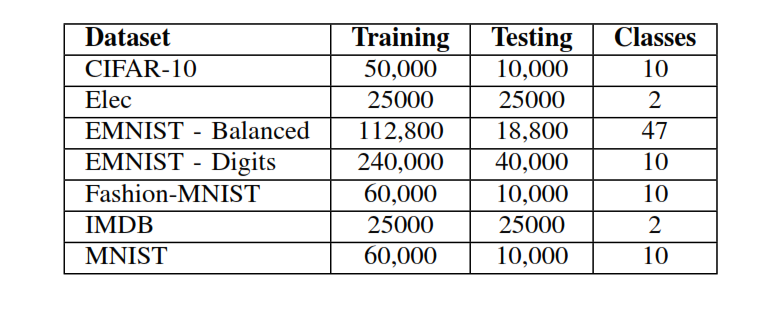 Dataset Training Testing Classes
CIFAR-10 50,000 10,000 10
Elec 25000 25000 2
EMNIST - Balanced 112,800 18,800 47
EMNIST - Digits 240,000 40,000 10
Fashion-MNIST 60,000 10,000 10
IMDB 25000 25000 2
MNIST 60,000 10,000 10